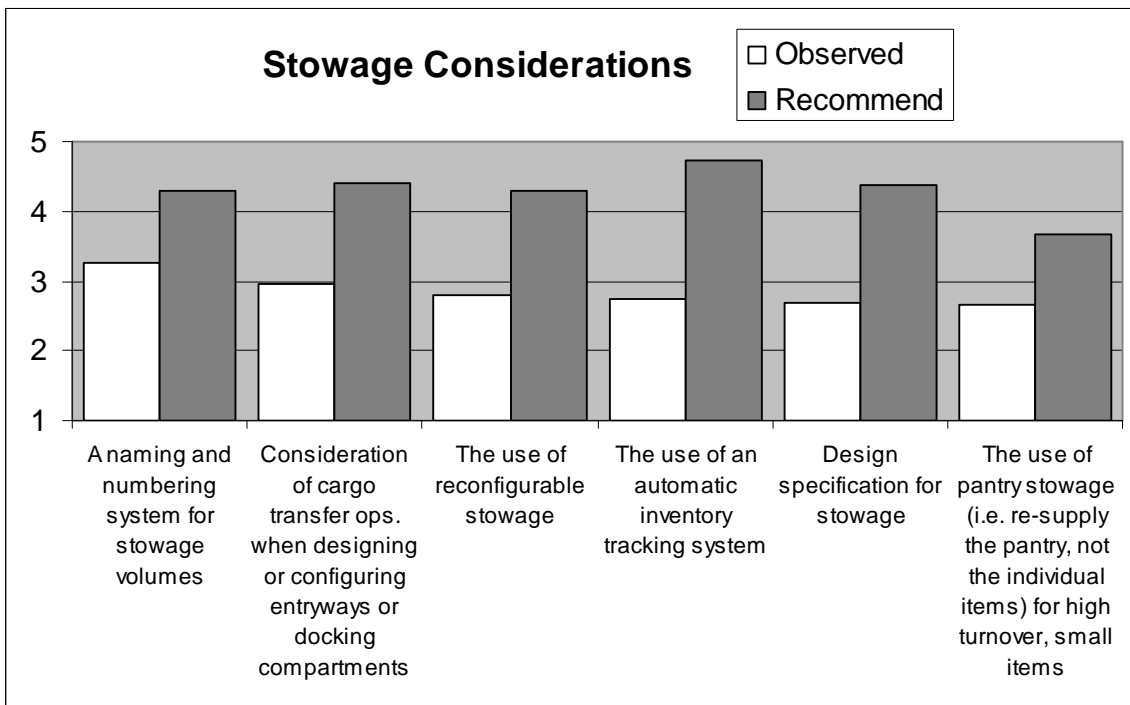 Stowage Considerations
Observed
Recommend
5
4
3
2
1
A naming and
numbering
system for
stowage
volumes
Consideration
of cargo
transfer ops.
when designing
or configuring
entryways or
docking
compartments
The use of
reconfigurable
stowage
The use of an
automatic
inventory
tracking system
Design
specification for
stowage
The use of
pantry stowage
(i.e. re-supply
the pantry, not
the individual
items) for high
turnover, small
items